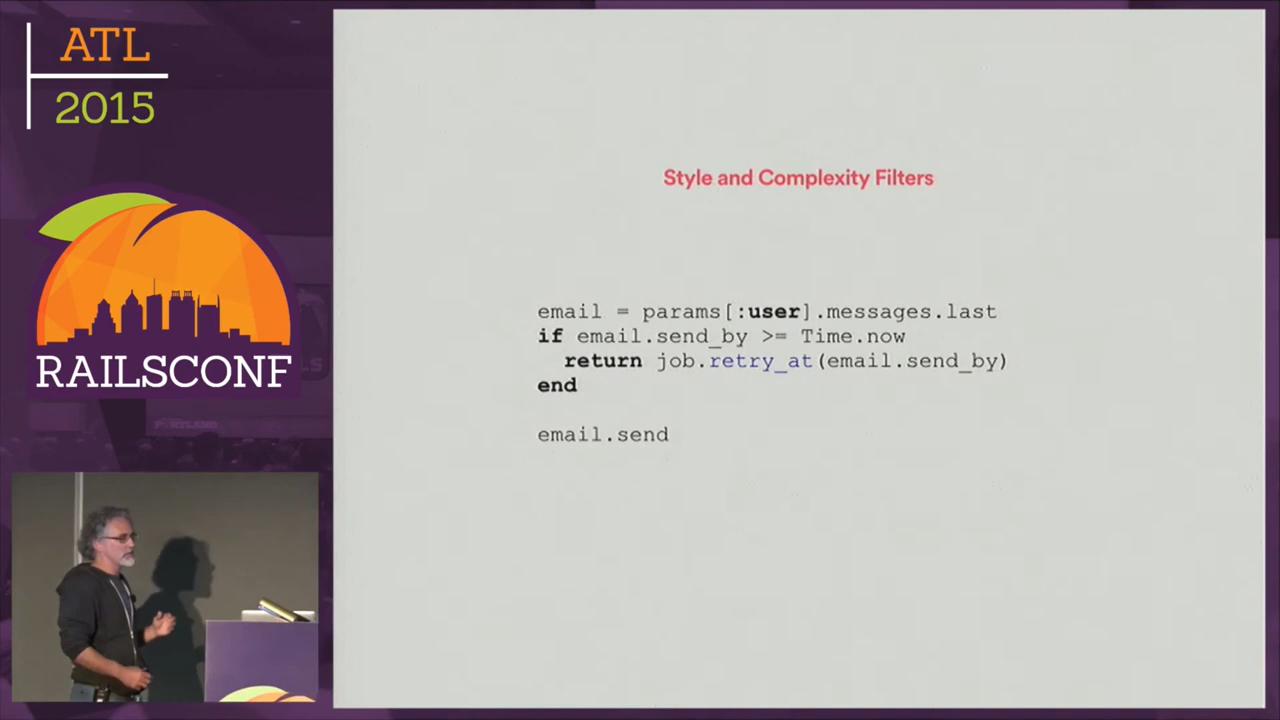 ATL
2015
RAILSCONF
Style and Complexity Filters
email = params[:user].messages.last
if email.send_by >= Time.now
  return job.retry_at(email.send_by)
end
email.send
PORTLAND